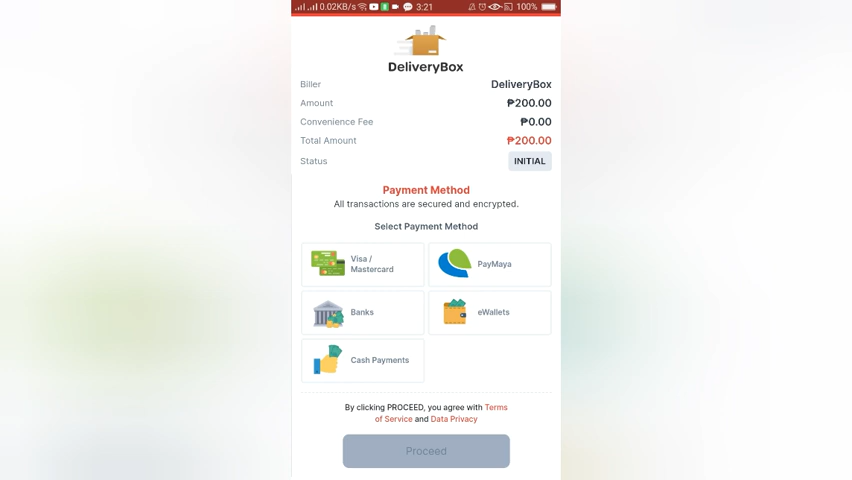 0.02KB/s 3:21 100%
DeliveryBox
Biller DeliveryBox
Amount ₱200.00
Convenience Fee ₱0.00
Total Amount ₱200.00
Status INITIAL
Payment Method
All transactions are secured and encrypted.
Select Payment Method
Visa /
Mastercard
PayMaya
Banks
eWallets
Cash Payments
By clicking PROCEED, you agree with Terms
of Service and Data Privacy
Proceed